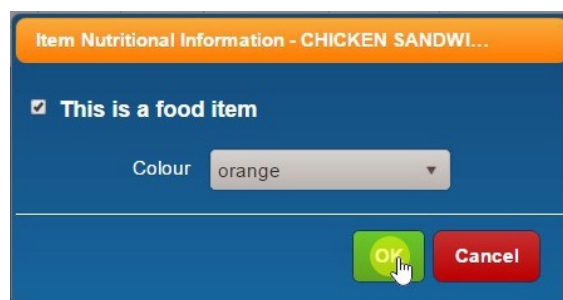 Item Nutritional Information - CHICKEN SANDWI...
This is a food item
Colour orange
OK Cancel